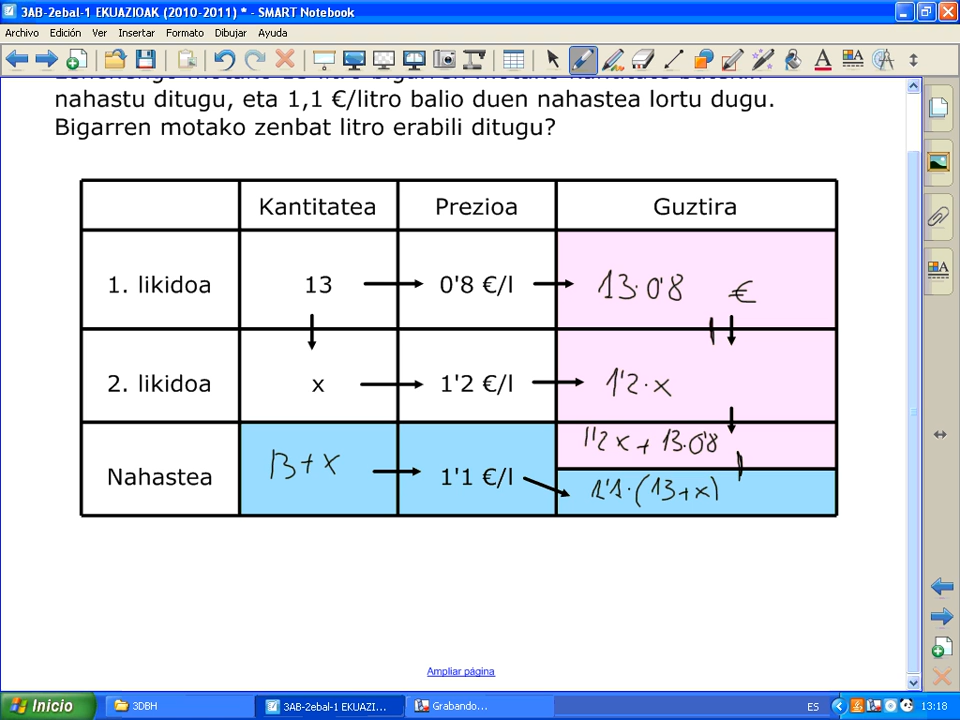 3AB-2ebal-1 EKUAZIOAK (2010-2011) * - SMART Notebook
Archivo Edición Ver Insertar Formato Dibujar Ayuda
nahastu ditugu, eta 1,1 €/litro balio duen nahastea lortu dugu.
Bigarren motako zenbat litro erabili ditugu?
Kantitatea Prezioa Guztira
1. likidoa 13 0'8 €/l 13·0'8 €
2. likidoa x 1'2 €/l 1'2·x
1'2x + 13·0'8
Nahastea 13+x 1'1 €/l 1'1·(13+x)
Ampliar página
Inicio 3DBH 3AB-2ebal-1 EKUAZI... Grabando... ES 13:18